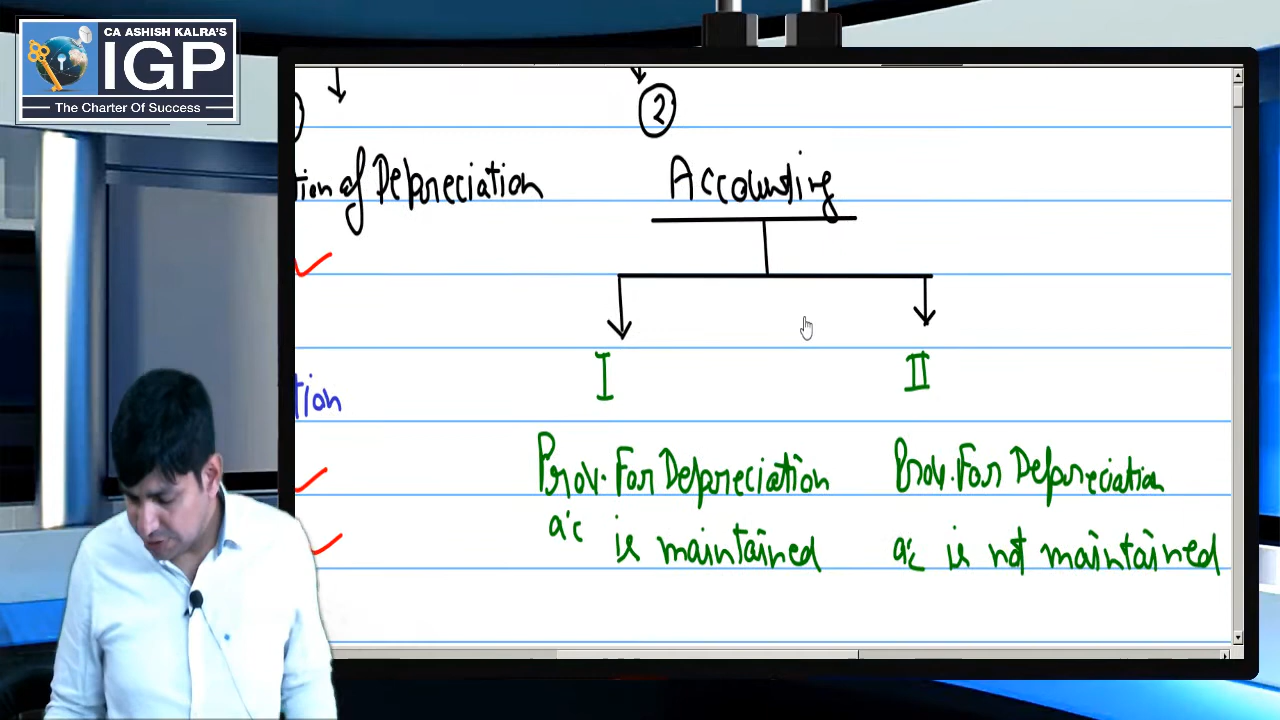 CA ASHISH KALRA'S
IGP
The Charter Of Success
2
tion of Depreciation
Accounting
I
II
tion
Prov. For Depreciation
a/c is maintained
Prov. For Depreciation
a/c is not maintained